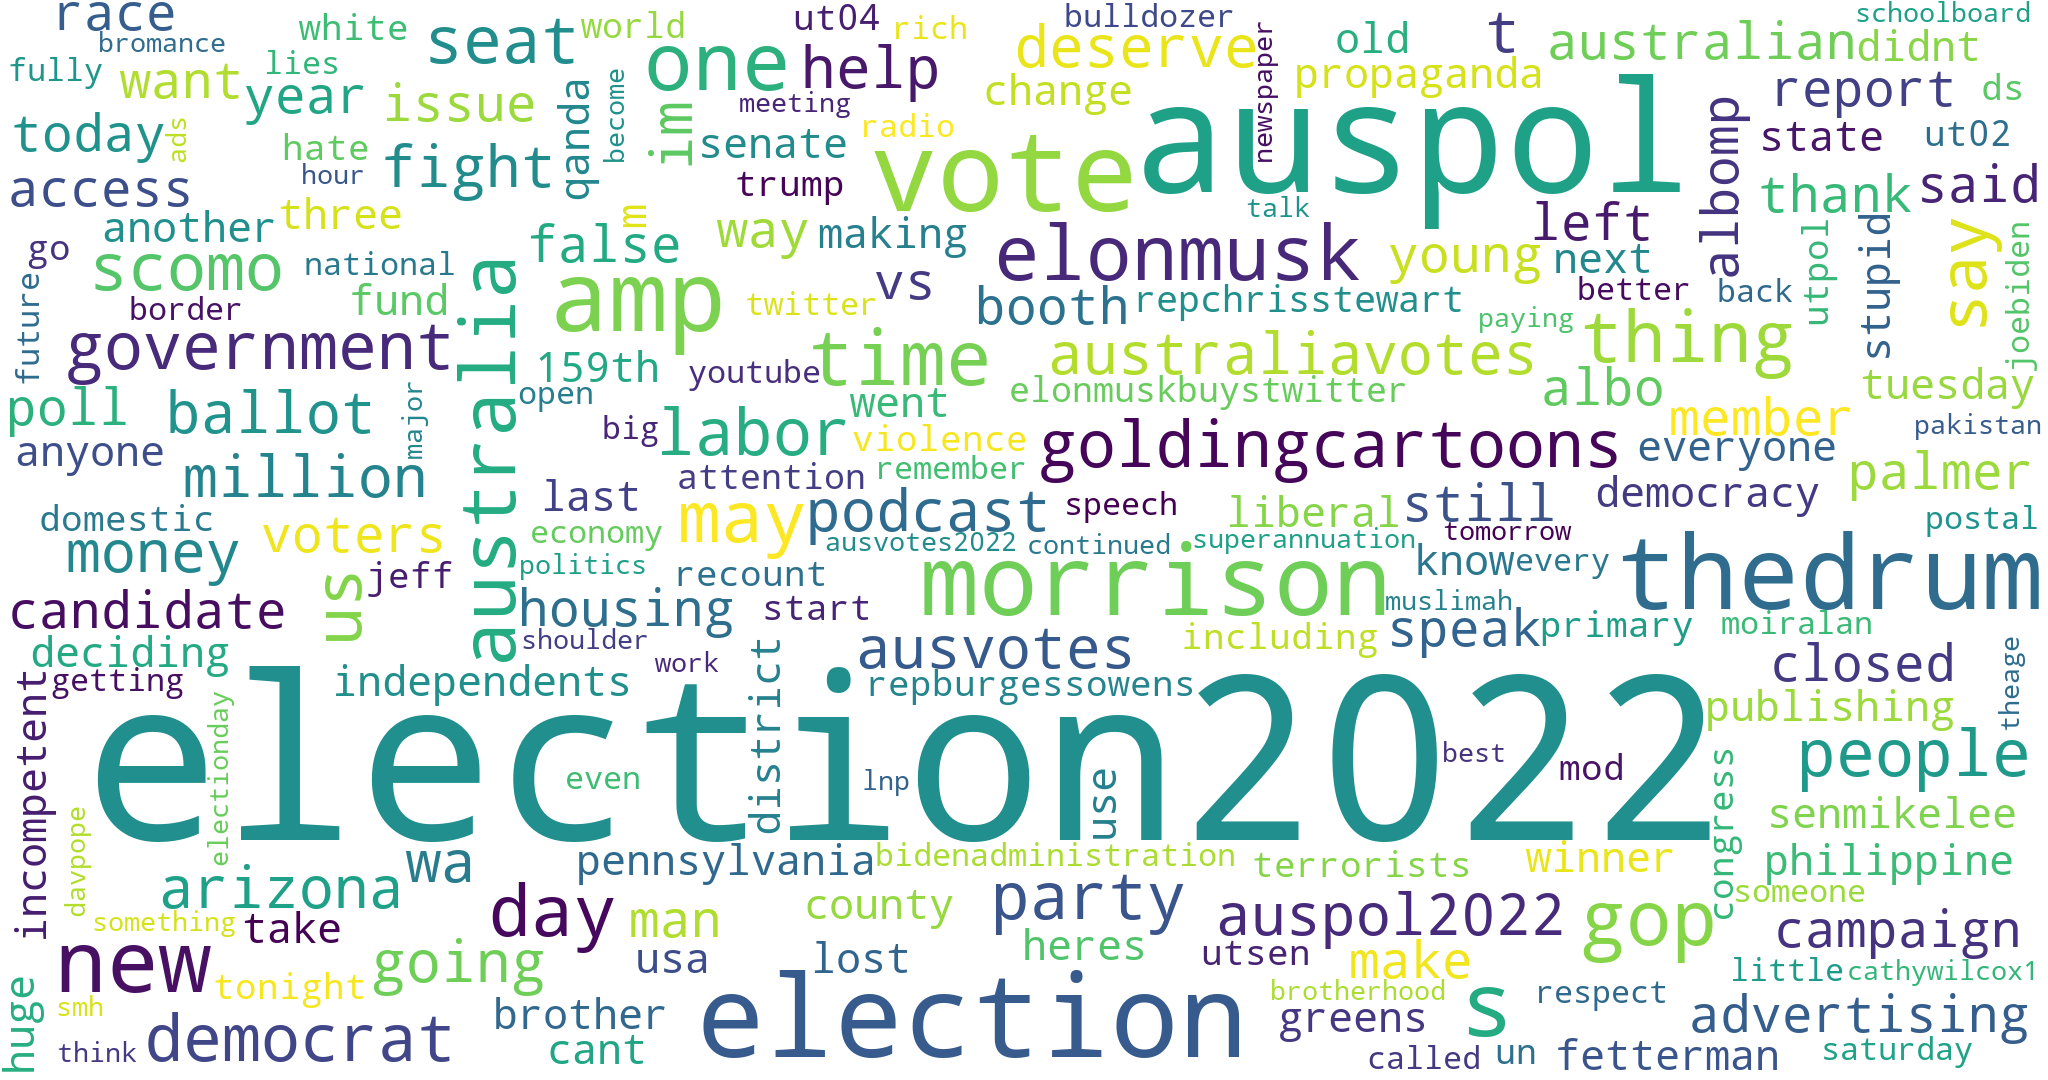 race
bromance
white
lies
fully
want
year
issue
seat
world
qanda
become
im
one
ut04
rich
help
meeting
radio
senate
trump
bulldozer
deserve
change
newspaper
old
propaganda
t
schoolboard
australian
didnt
report
ds
today
ads
hate
hour
fight
access
another
three
m
false
way
making
vote
auspol
talk
left
albomp
state
ut02
thank
said
go
scomo
national
border
fund
future
government
australia
amp
twitter
vs
elonmusk
booth
repchrisstewart
young
next
better
back
utpol
stupid
say
joebiden
paying
thing
159th
youtube
time
australiavotes
open
elonmuskbuystwitter
albo
tuesday
poll
ballot
major
big
labor
went
violence
goldingcartoons
member
everyone
pakistan
anyone
million
last
attention
remember
podcast
speech
liberal
still
democracy
palmer
domestic
money
voters
us
jeff
economy
politics
may
ausvotes2022
continued
superannuation
tomorrow
know
every
postal
thedrum
recount
morrison
muslimah
candidate
housing
start
shoulder
work
ausvotes
including
speak
primary
moiralan
deciding
getting
independents
district
repburgessowens
closed
theage
incompetent
electionday
election2022
publishing
people
even
lnp
use
best
mod
congress
davpope
senmikelee
wa
pennsylvania
bidenadministration
terrorists
winner
philippine
arizona
someone
something
take
day
man
county
party
auspol2022
gop
campaign
new
tonight
going
usa
lost
heres
utsen
make
little
cathywilcox1
huge
smh
think
democrat
brother
cant
election
brotherhood
greens
s
respect
advertising
called
un
fetterman
saturday